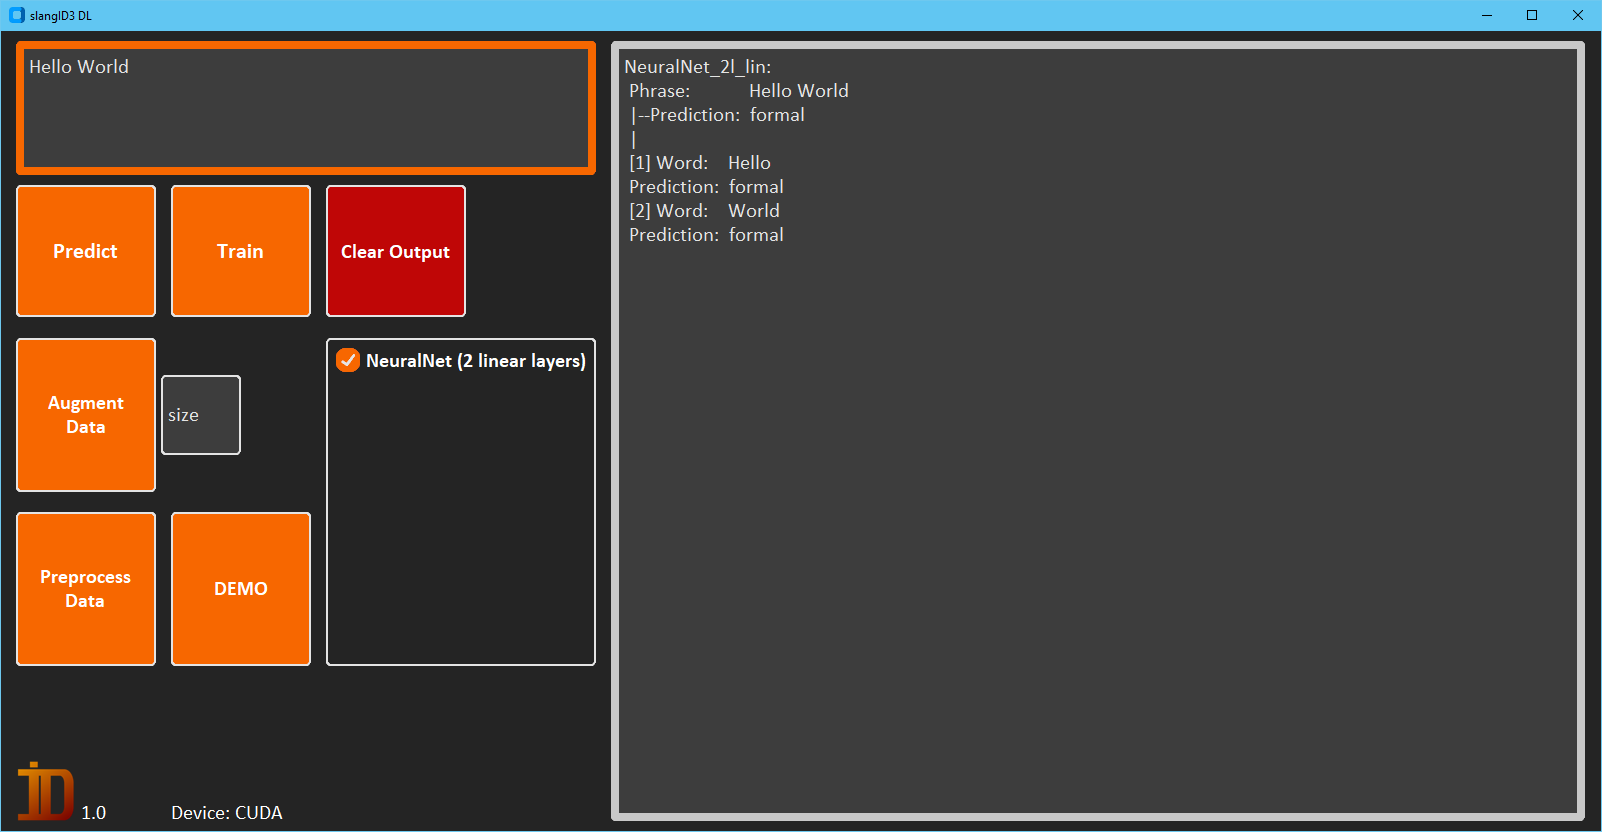 slangID3 DL
Hello World
Predict
Train
Clear Output
Augment
Data
size
NeuralNet (2 linear layers)
Preprocess
Data
DEMO
ID
1.0
Device: CUDA
NeuralNet_2l_lin:
Phrase: Hello World
|--Prediction: formal
|
[1] Word: Hello
Prediction: formal
[2] Word: World
Prediction: formal